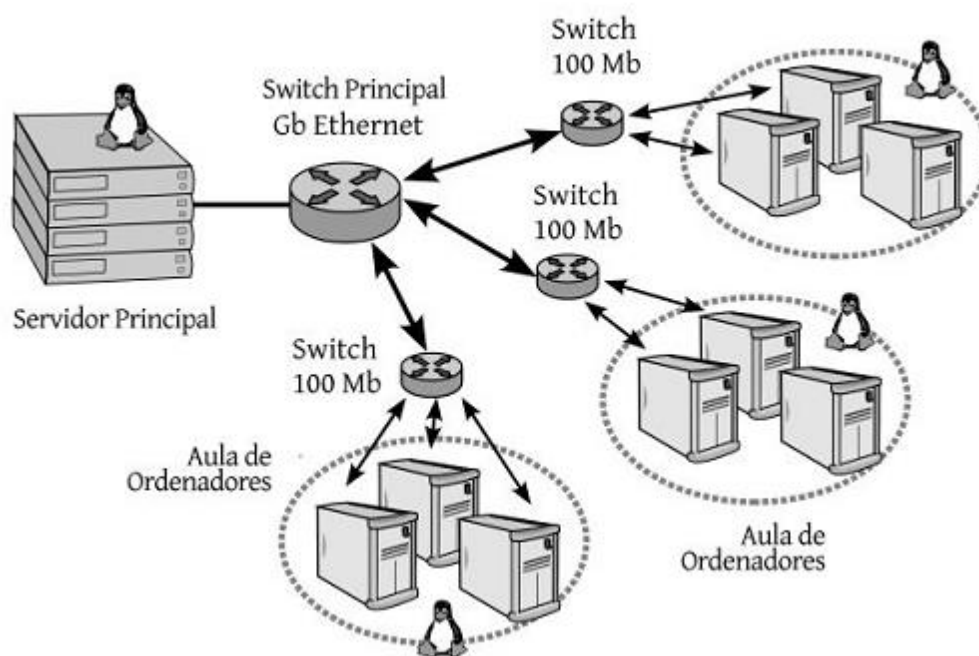 Switch
100 Mb
Switch Principal
Gb Ethernet
Switch
100 Mb
Servidor Principal
Switch
100 Mb
Aula de
Ordenadores
Aula de
Ordenadores